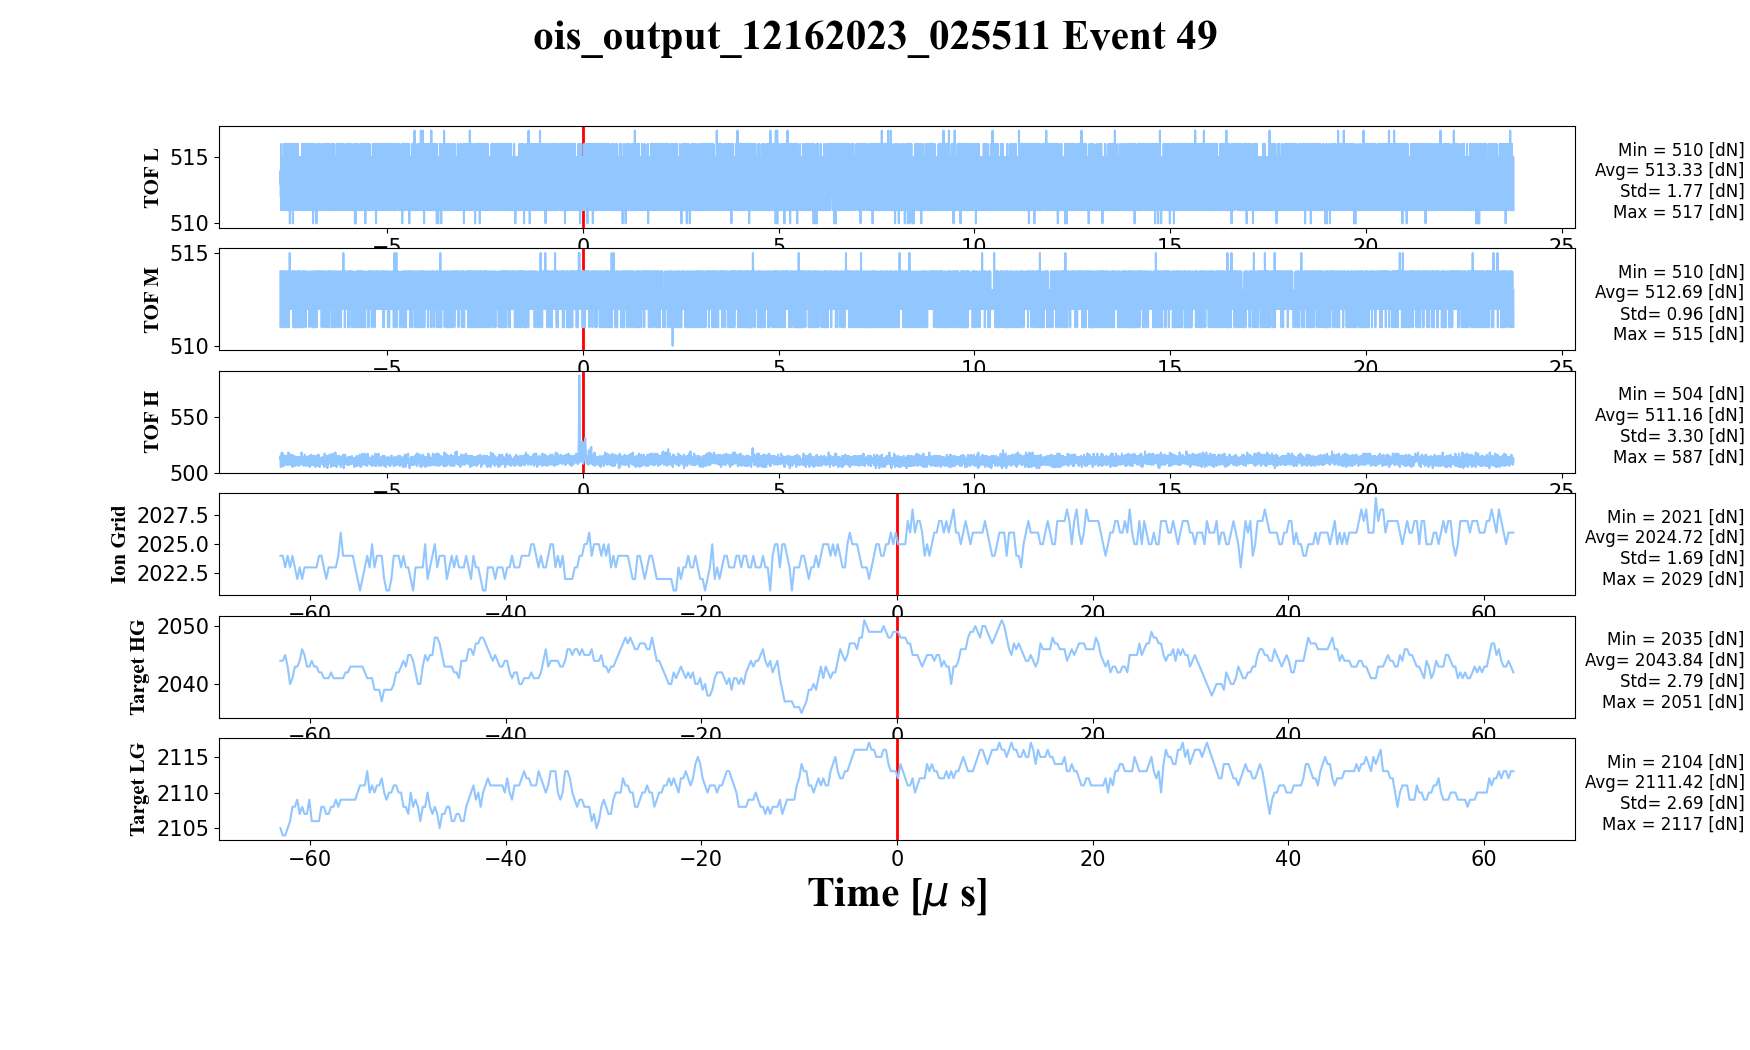 ois_output_12162023_025511 Event 49
TOF L
515
510
Min = 510 [dN]
Avg= 513.33 [dN]
Std= 1.77 [dN]
Max = 517 [dN]
−5 0 5 10 15 20 25
TOF M
515
510
Min = 510 [dN]
Avg= 512.69 [dN]
Std= 0.96 [dN]
Max = 515 [dN]
−5 0 5 10 15 20 25
TOF H
550
500
Min = 504 [dN]
Avg= 511.16 [dN]
Std= 3.30 [dN]
Max = 587 [dN]
−5 0 5 10 15 20 25
Ion Grid
2027.5
2025.0
2022.5
Min = 2021 [dN]
Avg= 2024.72 [dN]
Std= 1.69 [dN]
Max = 2029 [dN]
−60 −40 −20 0 20 40 60
Target HG
2050
2040
Min = 2035 [dN]
Avg= 2043.84 [dN]
Std= 2.79 [dN]
Max = 2051 [dN]
−60 −40 −20 0 20 40 60
Target LG
2115
2110
2105
Min = 2104 [dN]
Avg= 2111.42 [dN]
Std= 2.69 [dN]
Max = 2117 [dN]
−60 −40 −20 0 20 40 60
Time [μ s]